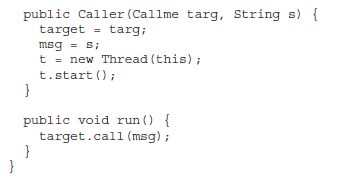 public Caller(Callme targ, String s) {
target = targ;
msg = s;
t = new Thread(this);
t.start();
}
public void run() {
target.call(msg);
}
}